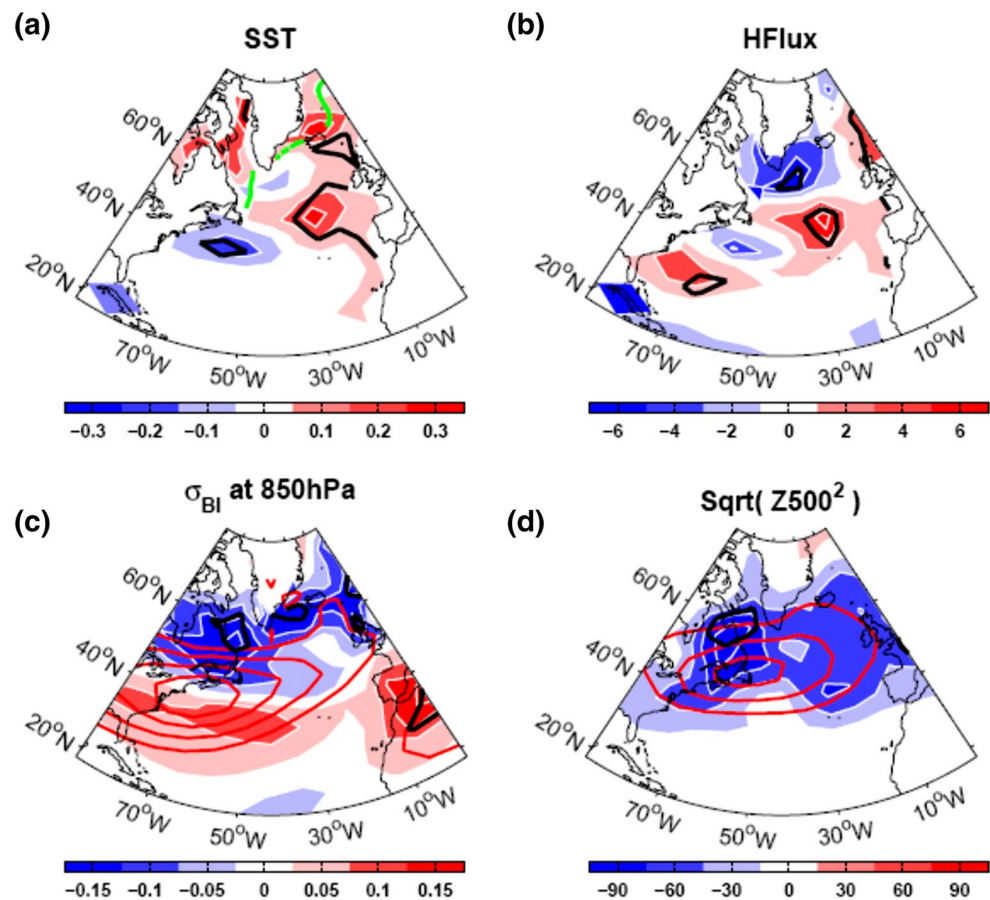 (a)
SST
60°N
40°N
20°N
70°W
50°W
30°W
10°W
−0.3 −0.2 −0.1 0 0.1 0.2 0.3
(b)
HFlux
60°N
40°N
20°N
70°W
50°W
30°W
10°W
−6 −4 −2 0 2 4 6
(c)
σBI at 850hPa
60°N
40°N
20°N
70°W
50°W
30°W
10°W
−0.15 −0.1 −0.05 0 0.05 0.1 0.15
(d)
Sqrt( Z500² )
60°N
40°N
20°N
70°W
50°W
30°W
10°W
−90 −60 −30 0 30 60 90